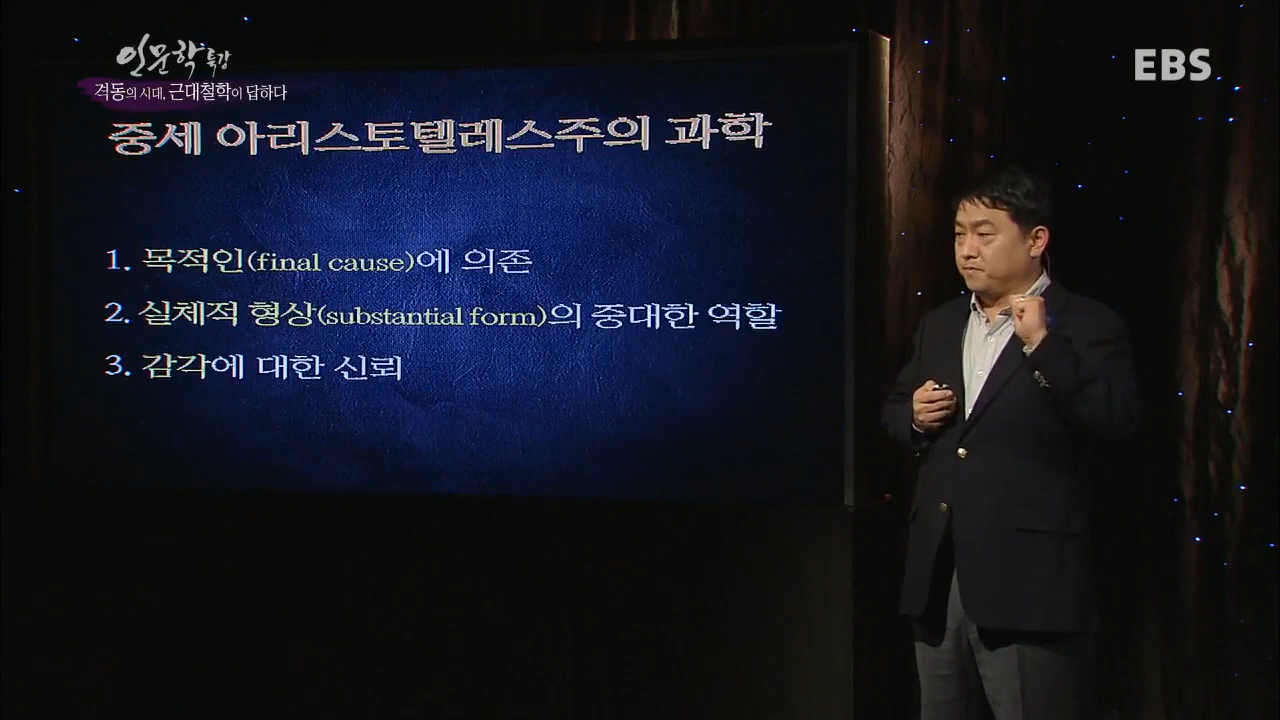 인문학 특강
EBS
격동의 시대, 근대철학이 답하다
중세 아리스토텔레스주의 과학
1. 목적인(final cause)에 의존
2. 실체적 형상(substantial form)의 중대한 역할
3. 감각에 대한 신뢰